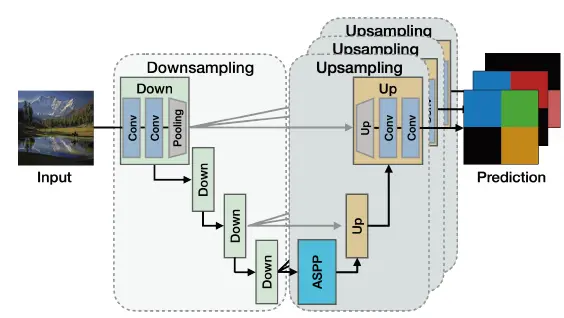 Upsampling
Upsampling
Downsampling
Upsampling
Down
Up
Conv
Conv
Pooling
Up
Conv
Conv
Conv
Input
Prediction
Down
Down
Up
Down
ASPP